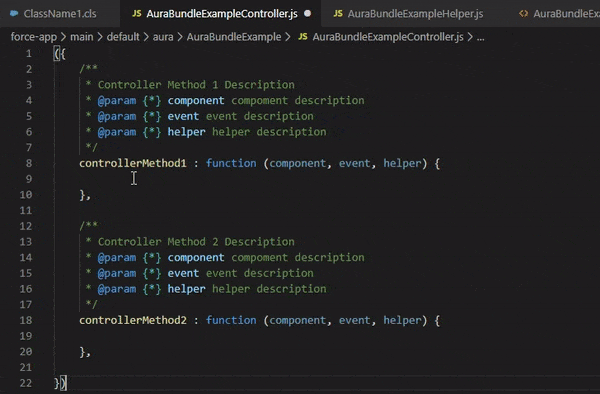 ClassName1.cls
JS AuraBundleExampleController.js ●
JS AuraBundleExampleHelper.js
<> AuraBundleExa
force-app > main > default > aura > AuraBundleExample > JS AuraBundleExampleController.js > ...
1 ({
2 /**
3 * Controller Method 1 Description
4 * @param {*} component compoment description
5 * @param {*} event event description
6 * @param {*} helper helper description
7 */
8 controllerMethod1 : function (component, event, helper) {
9
10 },
11
12 /**
13 * Controller Method 2 Description
14 * @param {*} component compoment description
15 * @param {*} event event description
16 * @param {*} helper helper description
17 */
18 controllerMethod2 : function (component, event, helper) {
19
20 },
21
22 })